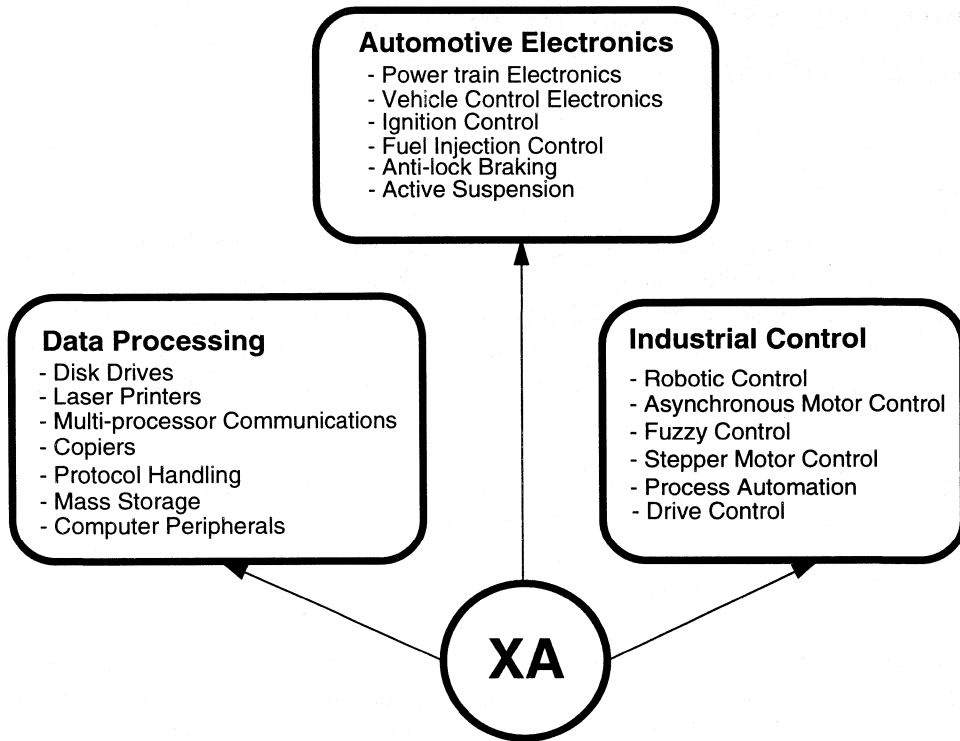 Automotive Electronics
- Power train Electronics
- Vehicle Control Electronics
- Ignition Control
- Fuel Injection Control
- Anti-lock Braking
- Active Suspension
Data Processing
- Disk Drives
- Laser Printers
- Multi-processor Communications
- Copiers
- Protocol Handling
- Mass Storage
- Computer Peripherals
Industrial Control
- Robotic Control
- Asynchronous Motor Control
- Fuzzy Control
- Stepper Motor Control
- Process Automation
- Drive Control
XA